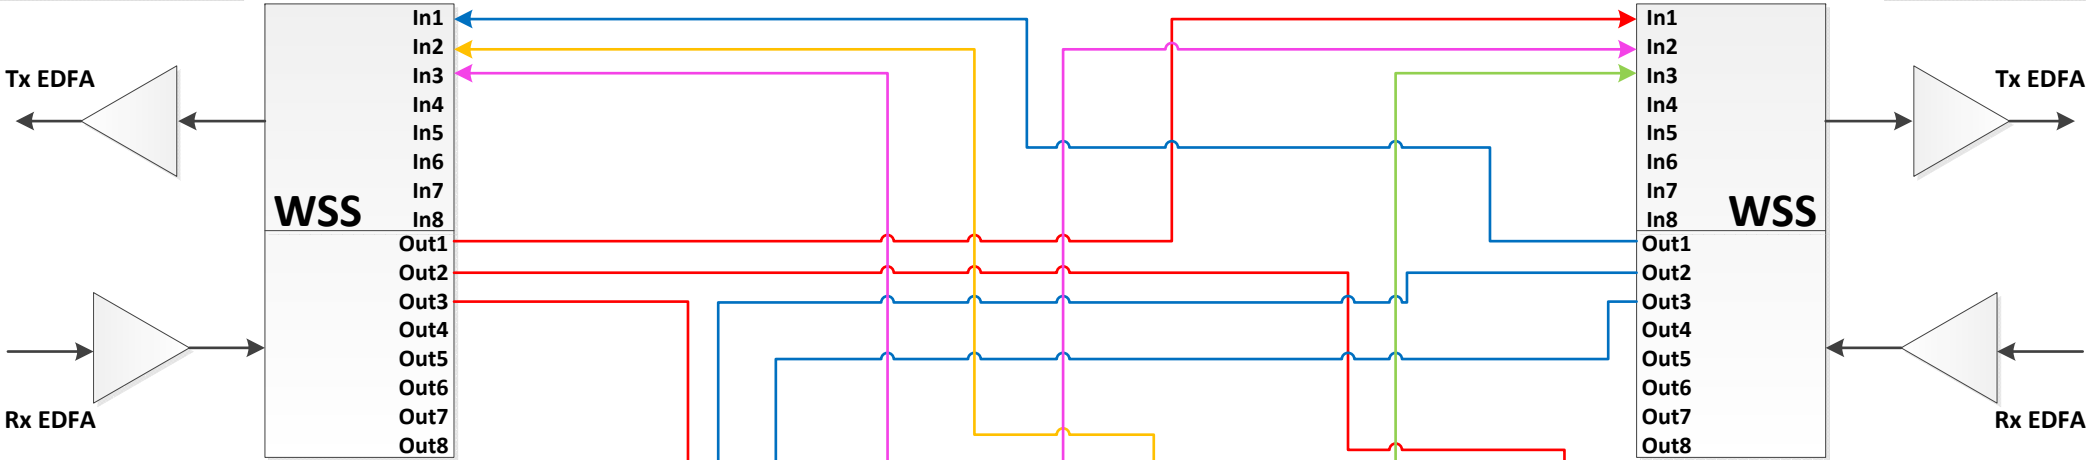 In1
In2
In3
In4
In5
In6
In7
In8
WSS
Out1
Out2
Out3
Out4
Out5
Out6
Out7
Out8
Tx EDFA
Rx EDFA
In1
In2
In3
In4
In5
In6
In7
In8
WSS
Out1
Out2
Out3
Out4
Out5
Out6
Out7
Out8
Tx EDFA
Rx EDFA